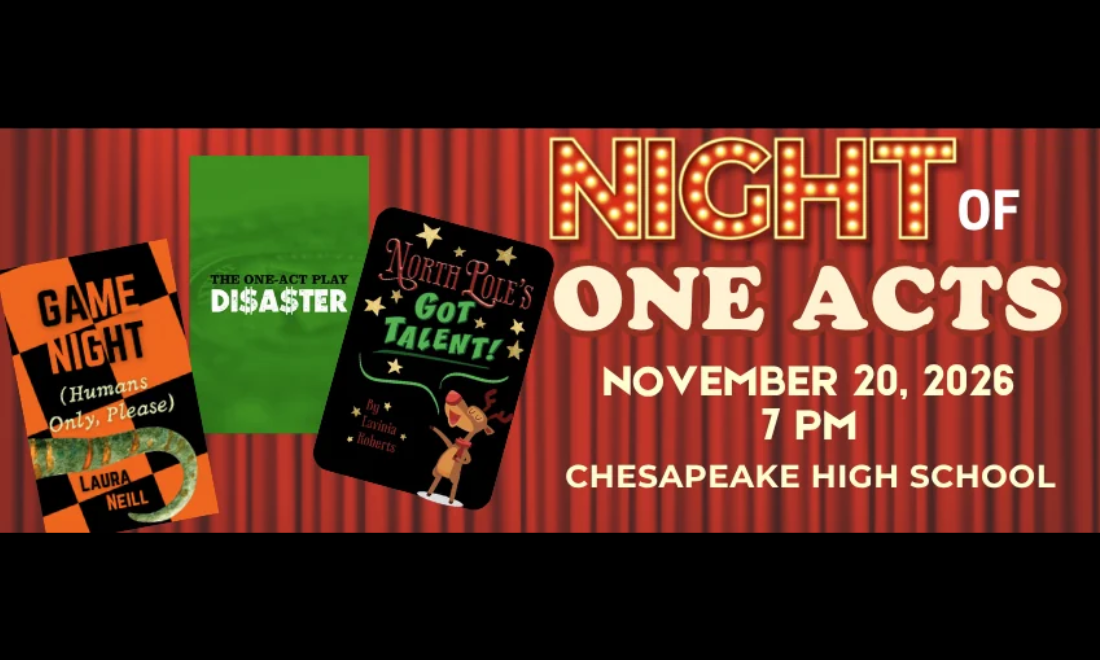 GAME
NIGHT
(Humans
Only, Please)
LAURA
NEILL
THE ONE-ACT PLAY
DI$A$TER
NORTH POLE'S
GOT
TALENT!
By
Lavinia
Roberts
NIGHT OF
ONE ACTS
NOVEMBER 20, 2026
7 PM
CHESAPEAKE HIGH SCHOOL